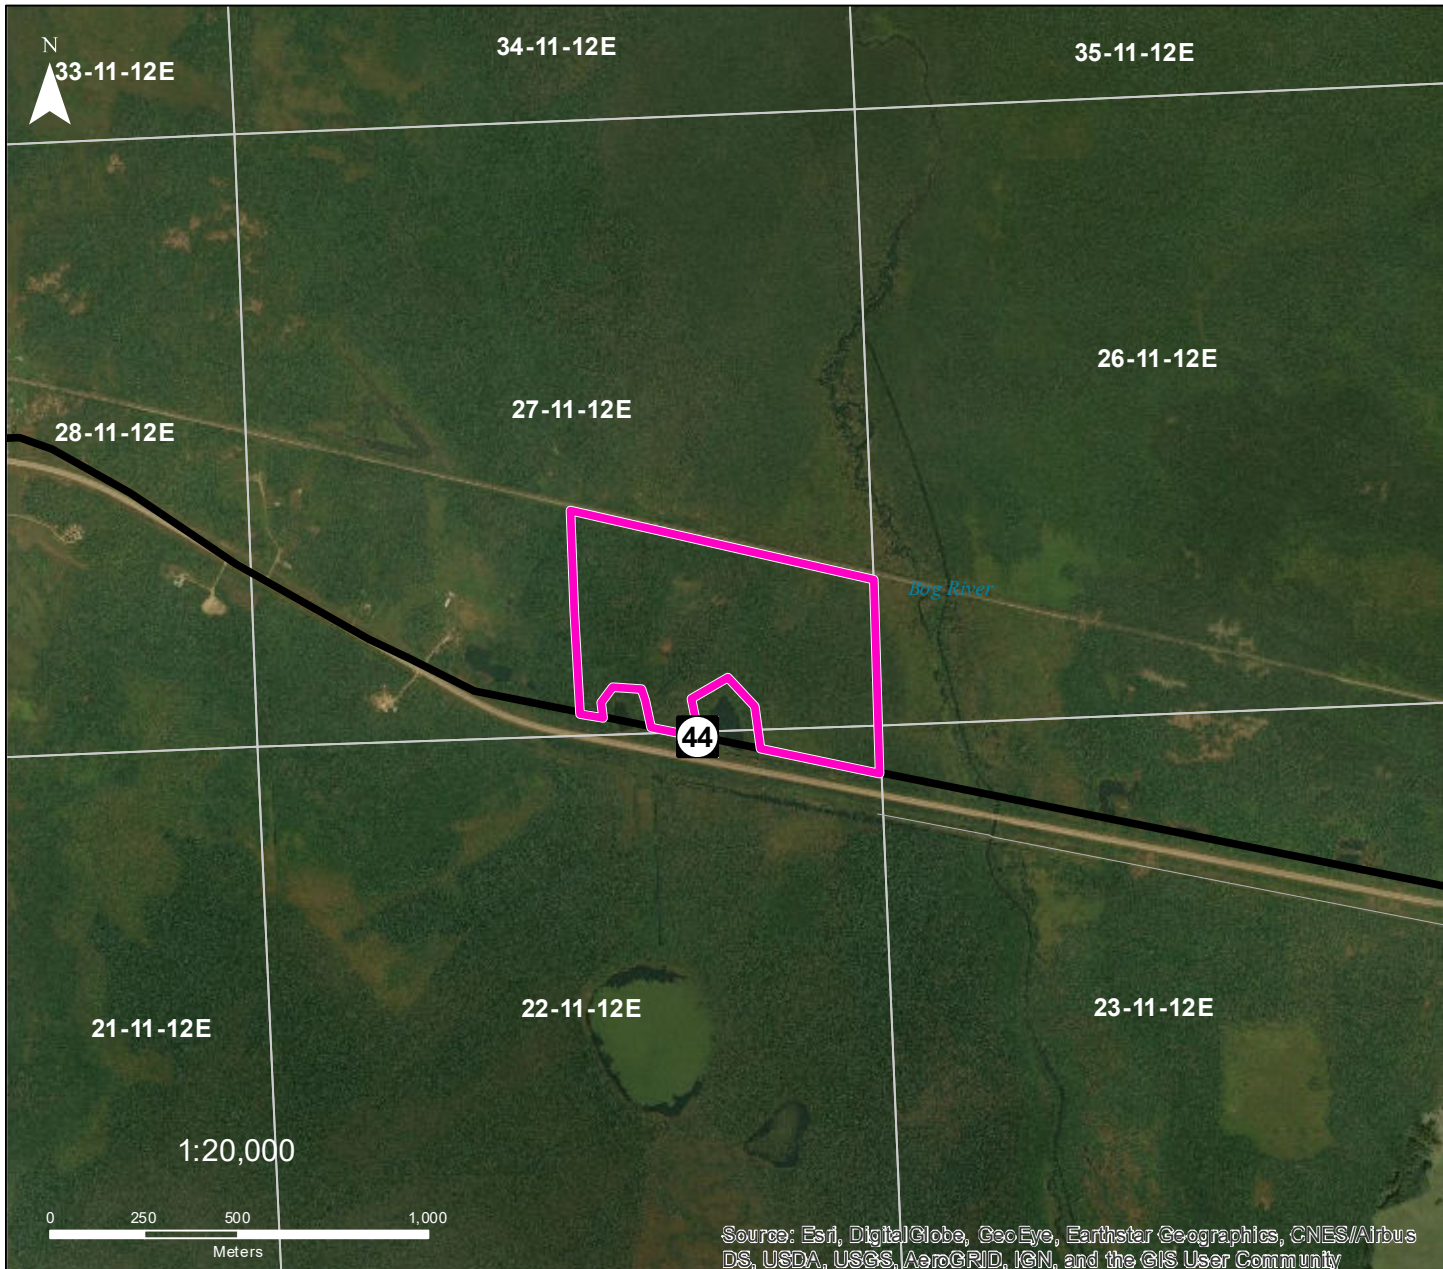 34-11-12E
35-11-12E
N
33-11-12E
26-11-12E
27-11-12E
28-11-12E
Bog River
44
22-11-12E
23-11-12E
21-11-12E
1:20,000
0 250 500 1,000
Meters
Source: Esri, DigitalGlobe, GeoEye, Earthstar Geographics, CNES/Airbus
DS, USDA, USGS, AeroGRID, IGN, and the GIS User Community